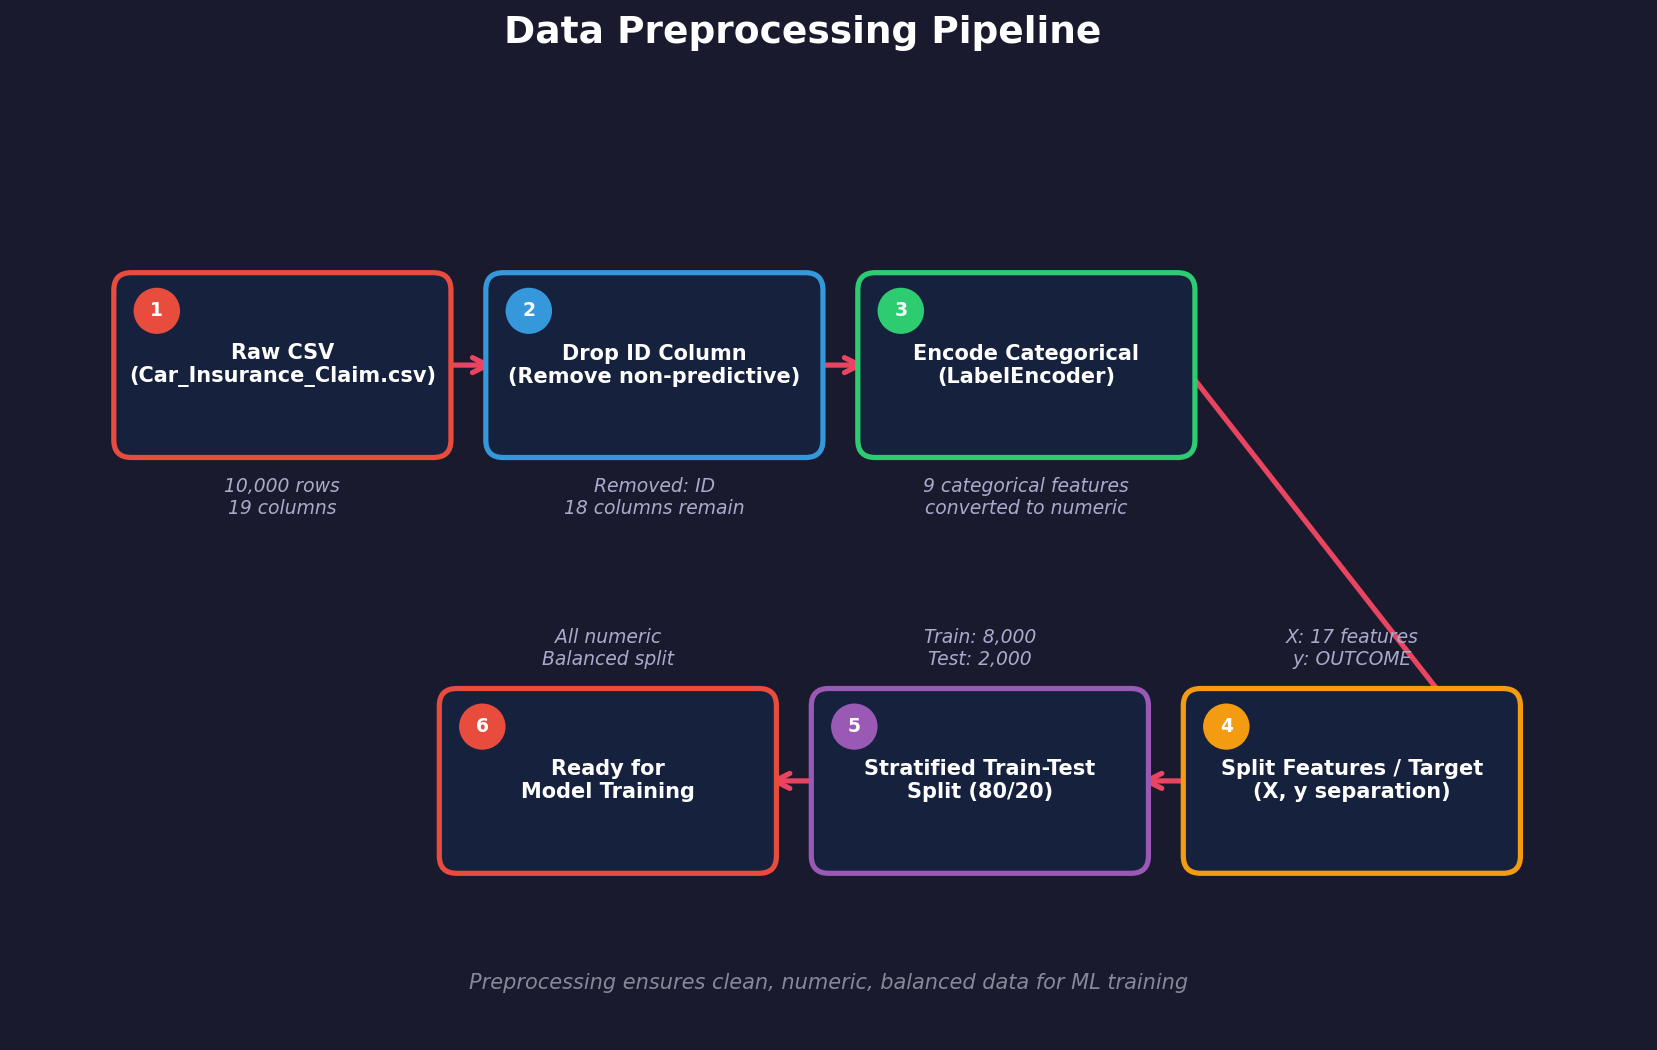 Data Preprocessing Pipeline
1
Raw CSV
(Car_Insurance_Claim.csv)
10,000 rows
19 columns
2
Drop ID Column
(Remove non-predictive)
Removed: ID
18 columns remain
3
Encode Categorical
(LabelEncoder)
9 categorical features
converted to numeric
X: 17 features
y: OUTCOME
4
Split Features / Target
(X, y separation)
Train: 8,000
Test: 2,000
5
Stratified Train-Test
Split (80/20)
All numeric
Balanced split
6
Ready for
Model Training
Preprocessing ensures clean, numeric, balanced data for ML training